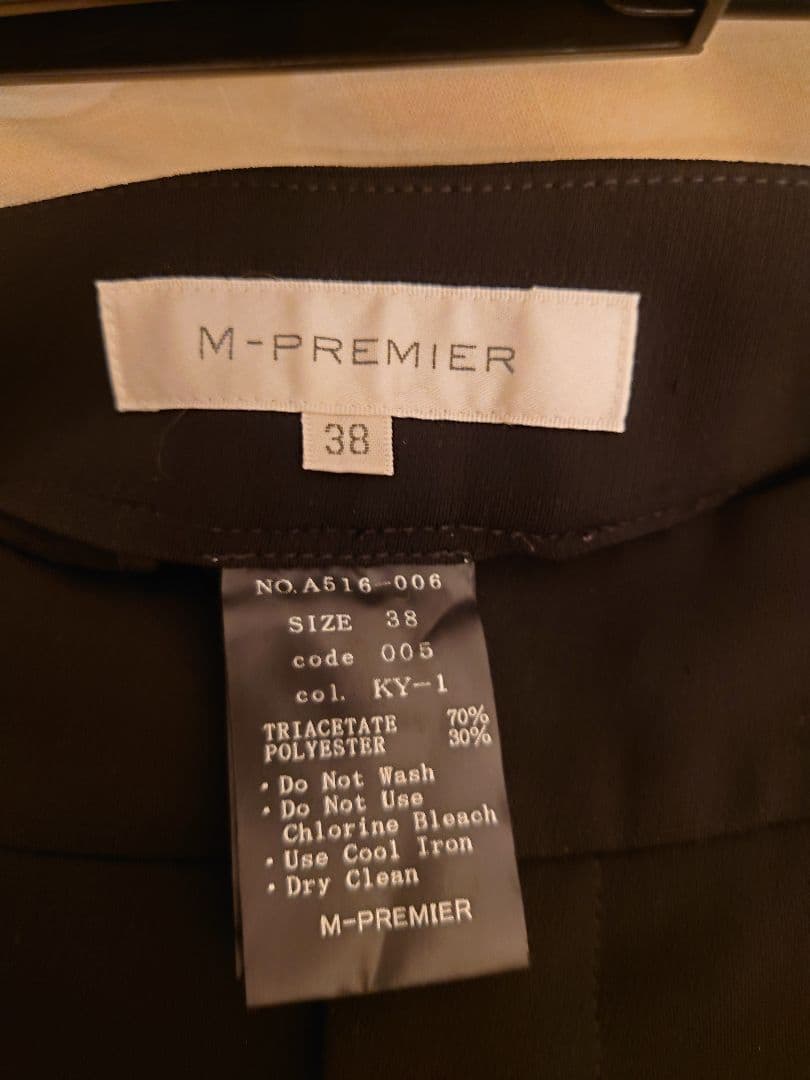 M-PREMIER
38
NO. A516-006
SIZE 38
code 005
col. KY-1
TRIACETATE 70%
POLYESTER 30%
・Do Not Wash
・Do Not Use
Chlorine Bleach
・Use Cool Iron
・Dry Clean
M-PREMIER